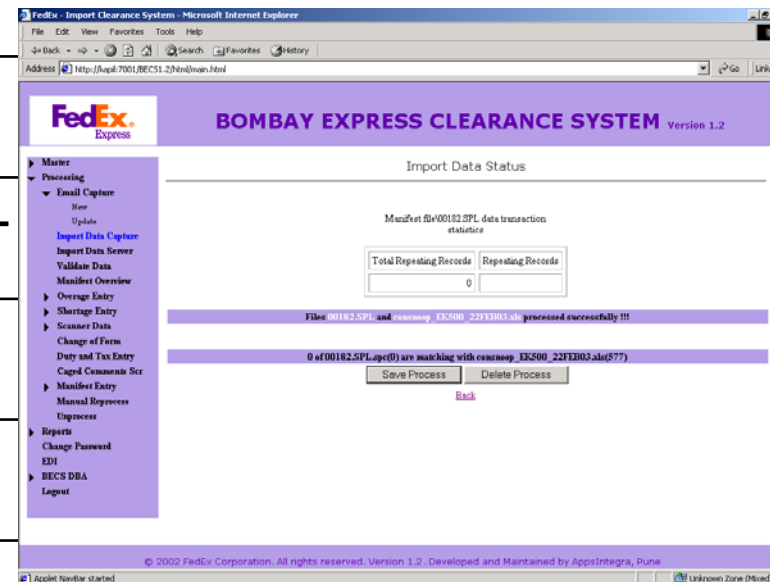 FedEx - Import Clearance System - Microsoft Internet Explorer
File Edit View Favorites Tools Help
Back Search Favorites History
Address http://kapil:7001/BECS1.2/html/main.html Go Link
FedEx
Express
BOMBAY EXPRESS CLEARANCE SYSTEM Version 1.2
Master
Processing
Email Capture
New
Update
Import Data Capture
Import Data Server
Validate Data
Manifest Overview
Overage Entry
Shortage Entry
Scanner Data
Change of Form
Duty and Tax Entry
Caged Comments Scr
Manifest Entry
Manual Reprocess
Unprocess
Reports
Change Password
EDI
BECS DBA
Logout
Import Data Status
Manifest file\00182.SPL data transaction
statistics
Total Repeating Records Repeating Records
0
Files 00182.SPL and consnoop_EK500_22FEB03.xls processed successfully !!!
0 of 00182.SPL.spc(0) are matching with consnoop_EK500_22FEB03.xls(577)
Save Process Delete Process
Back
© 2002 FedEx Corporation. All rights reserved. Version 1.2. Developed and Maintained by AppsIntegra, Pune
Applet NavBar started Unknown Zone (Mixed)